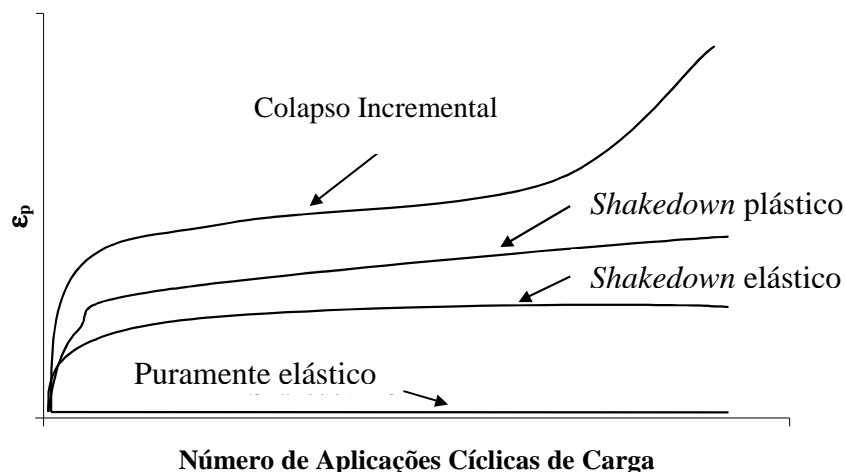 Colapso Incremental
Shakedown plástico
εp
Shakedown elástico
Puramente elástico
Número de Aplicações Cíclicas de Carga